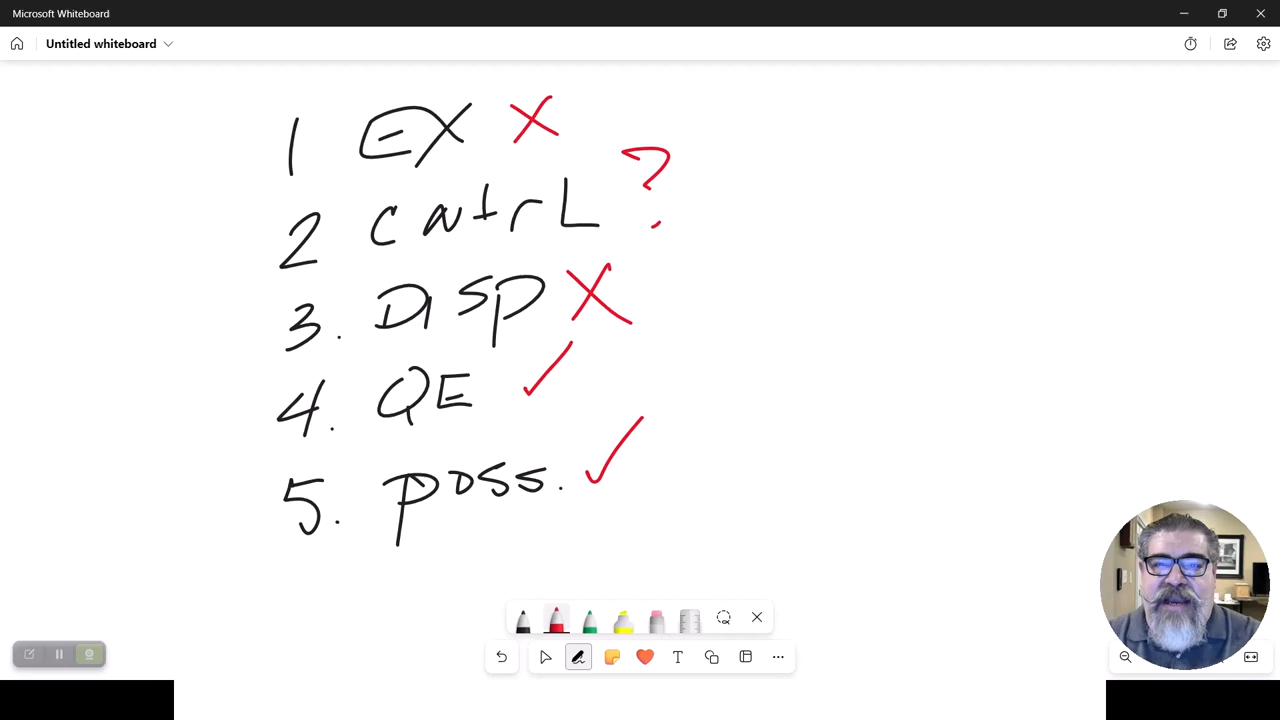 Microsoft Whiteboard
Untitled whiteboard
1 EX X
2 CntrL ?
3. DISP X
4. QE ✓
5. poss. ✓
T